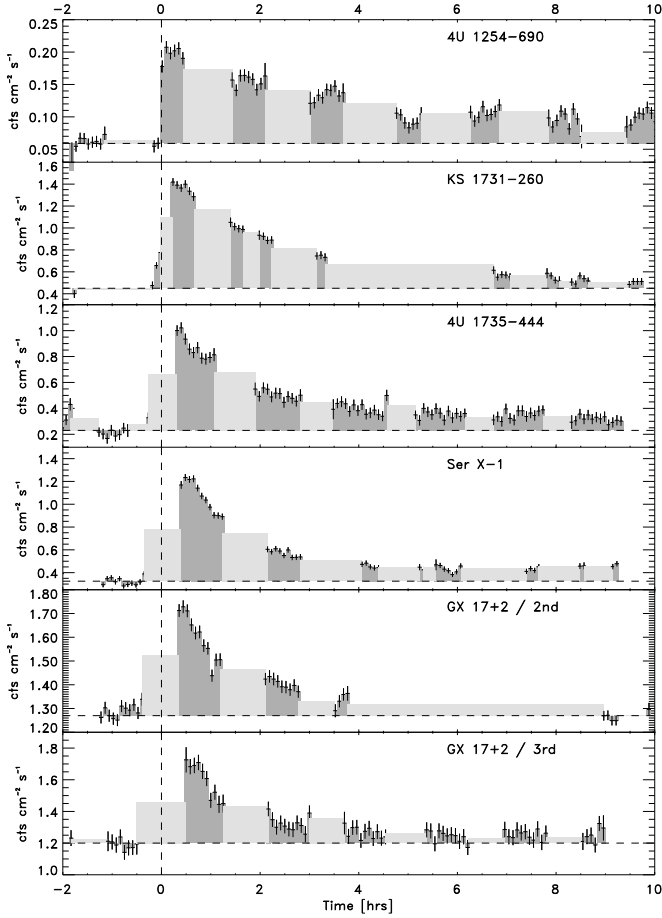 -2 0 2 4 6 8 10
4U 1254-690
cts cm⁻² s⁻¹
0.25
0.20
0.15
0.10
0.05
KS 1731-260
cts cm⁻² s⁻¹
1.6
1.4
1.2
1.0
0.8
0.6
0.4
4U 1735-444
cts cm⁻² s⁻¹
1.2
1.0
0.8
0.6
0.4
0.2
Ser X-1
cts cm⁻² s⁻¹
1.4
1.2
1.0
0.8
0.6
0.4
GX 17+2 / 2nd
cts cm⁻² s⁻¹
1.80
1.70
1.60
1.50
1.40
1.30
1.20
GX 17+2 / 3rd
cts cm⁻² s⁻¹
1.8
1.6
1.4
1.2
1.0
-2 0 2 4 6 8 10
Time [hrs]